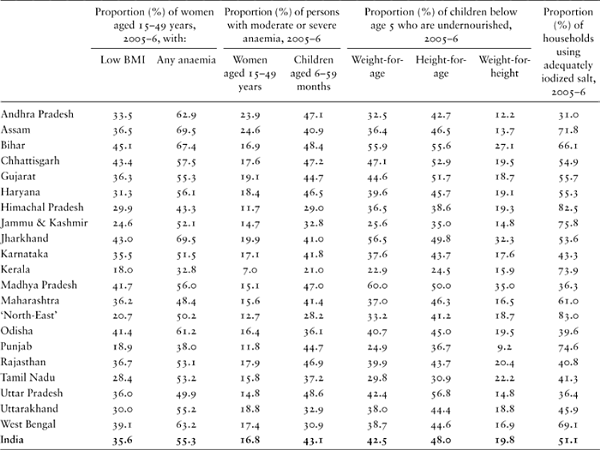 Proportion (%) of women aged 15–49 years, 2005–6, with:
Proportion (%) of persons with moderate or severe anaemia, 2005–6
Proportion (%) of children below age 5 who are undernourished, 2005–6
Proportion (%) of households using adequately iodized salt, 2005–6
Low BMI Any anaemia Women aged 15–49 years Children aged 6–59 months Weight-for-age Height-for-age Weight-for-height
Andhra Pradesh 33.5 62.9 23.9 47.1 32.5 42.7 12.2 31.0
Assam 36.5 69.5 24.6 40.9 36.4 46.5 13.7 71.8
Bihar 45.1 67.4 16.9 48.4 55.9 55.6 27.1 66.1
Chhattisgarh 43.4 57.5 17.6 47.2 47.1 52.9 19.5 54.9
Gujarat 36.3 55.3 19.1 44.7 44.6 51.7 18.7 55.7
Haryana 31.3 56.1 18.4 46.5 39.6 45.7 19.1 55.3
Himachal Pradesh 29.9 43.3 11.7 29.0 36.5 38.6 19.3 82.5
Jammu & Kashmir 24.6 52.1 14.7 32.8 25.6 35.0 14.8 75.8
Jharkhand 43.0 69.5 19.9 41.0 56.5 49.8 32.3 53.6
Karnataka 35.5 51.5 17.1 41.8 37.6 43.7 17.6 43.3
Kerala 18.0 32.8 7.0 21.0 22.9 24.5 15.9 73.9
Madhya Pradesh 41.7 56.0 15.1 47.0 60.0 50.0 35.0 36.3
Maharashtra 36.2 48.4 15.6 41.4 37.0 46.3 16.5 61.0
‘North-East’ 20.7 50.2 12.7 28.2 33.2 41.2 18.7 83.0
Odisha 41.4 61.2 16.4 36.1 40.7 45.0 19.5 39.6
Punjab 18.9 38.0 11.8 44.7 24.9 36.7 9.2 74.6
Rajasthan 36.7 53.1 17.9 46.9 39.9 43.7 20.4 40.8
Tamil Nadu 28.4 53.2 15.8 37.2 29.8 30.9 22.2 41.3
Uttar Pradesh 36.0 49.9 14.8 48.6 42.4 56.8 14.8 36.4
Uttarakhand 30.0 55.2 18.8 32.9 38.0 44.4 18.8 45.9
West Bengal 39.1 63.2 17.4 30.9 38.7 44.6 16.9 69.1
India 35.6 55.3 16.8 43.1 42.5 48.0 19.8 51.1